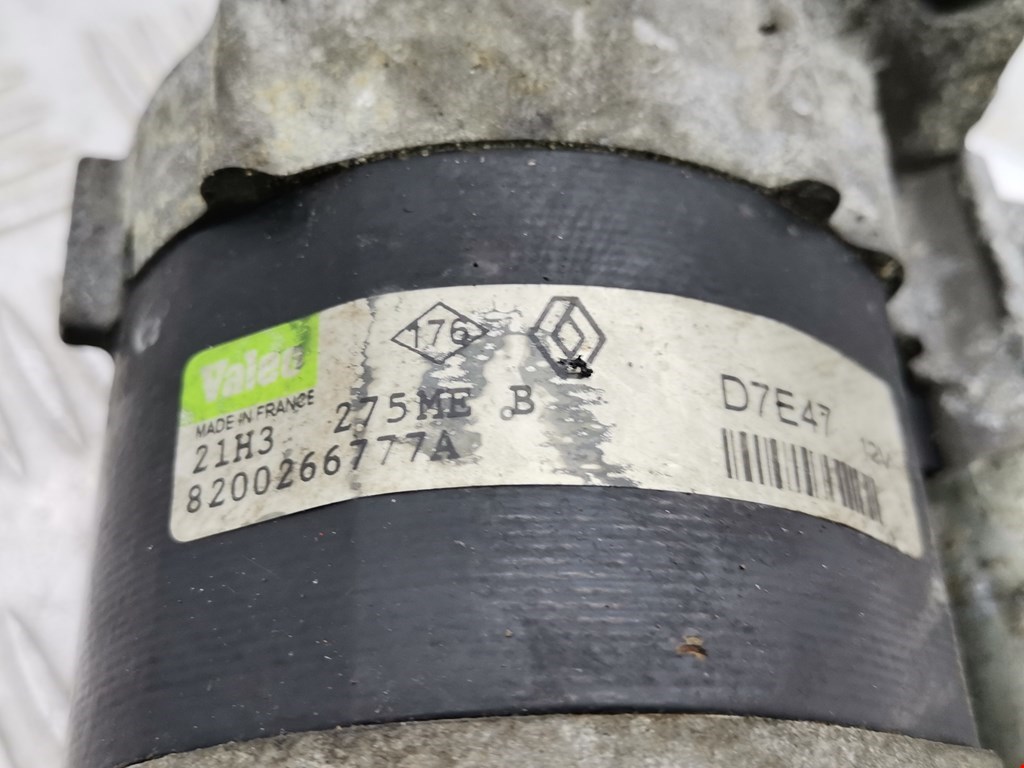 176
Valeo
MADE IN FRANCE
21H3 275ME B
8200266777A
D7E47
12V